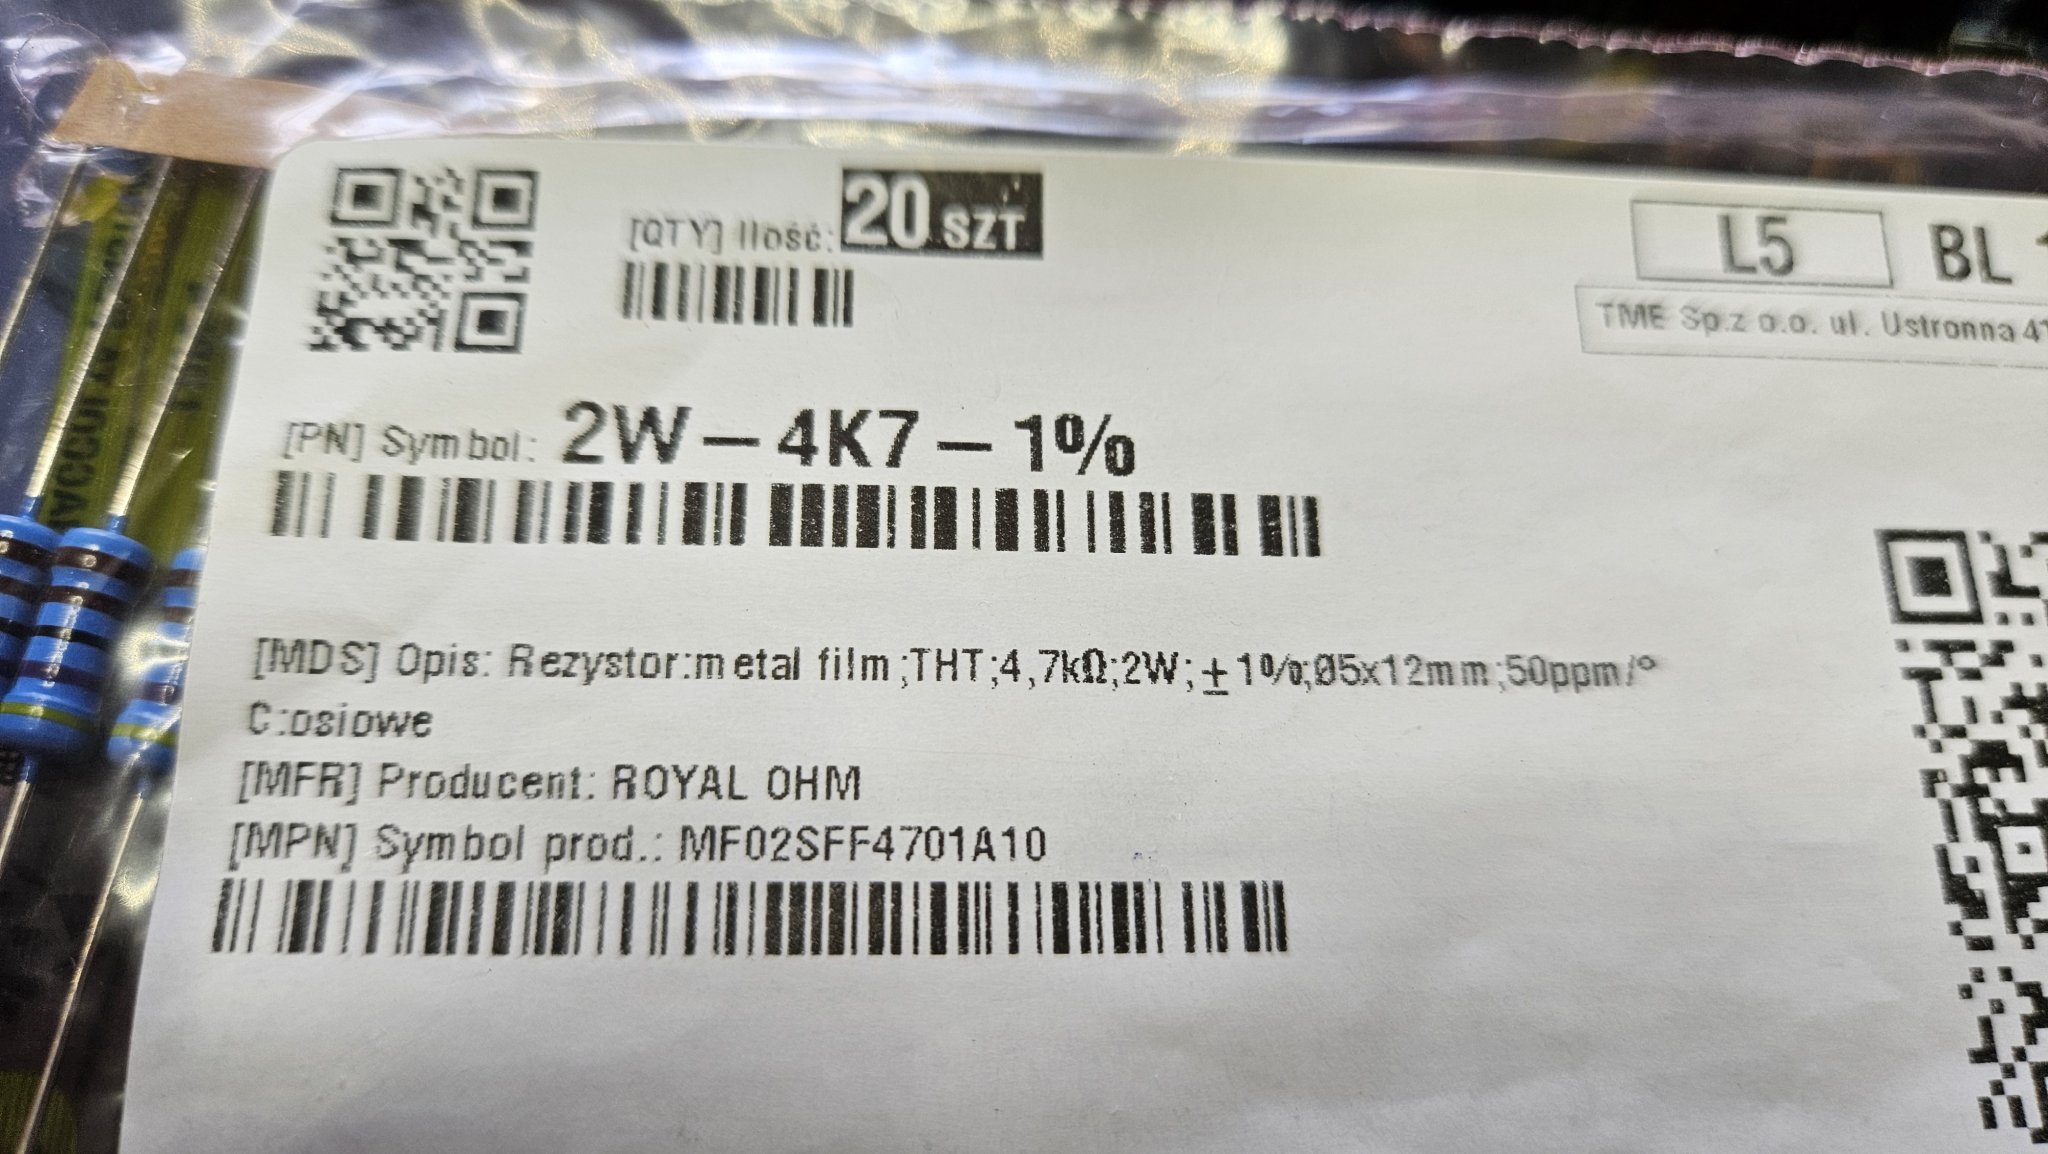 [QTY] Ilość: 20 SZT
L5 BL
TME Sp.z o.o. ul. Ustronna 41
[PN] Symbol: 2W-4K7-1%
[MDS] Opis: Rezystor:metal film;THT;4,7kΩ;2W;±1%;Ø5x12mm;50ppm/°
C;osiowe
[MFR] Producent: ROYAL OHM
[MPN] Symbol prod.: MF02SFF4701A10